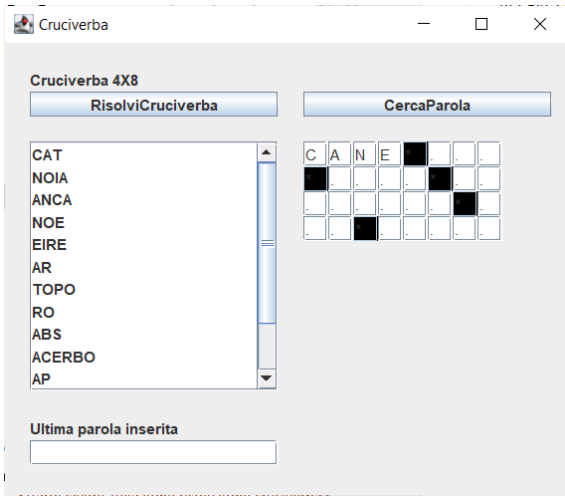 Cruciverba
Cruciverba 4X8
RisolviCruciverba
CercaParola
CAT
NOIA
ANCA
NOE
EIRE
AR
TOPO
RO
ABS
ACERBO
AP
C A N E * . . .
* . . . . * . .
. . . . . . * .
. . * . . . . .
Ultima parola inserita